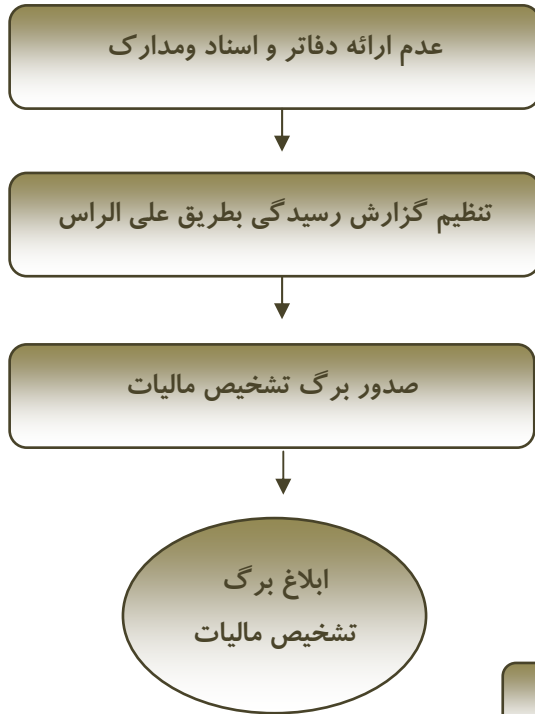 عدم ارائه دفاتر و اسناد ومدارک
تنظیم گزارش رسیدگی بطریق علی الراس
صدور برگ تشخیص مالیات
ابلاغ برگ
تشخیص مالیات